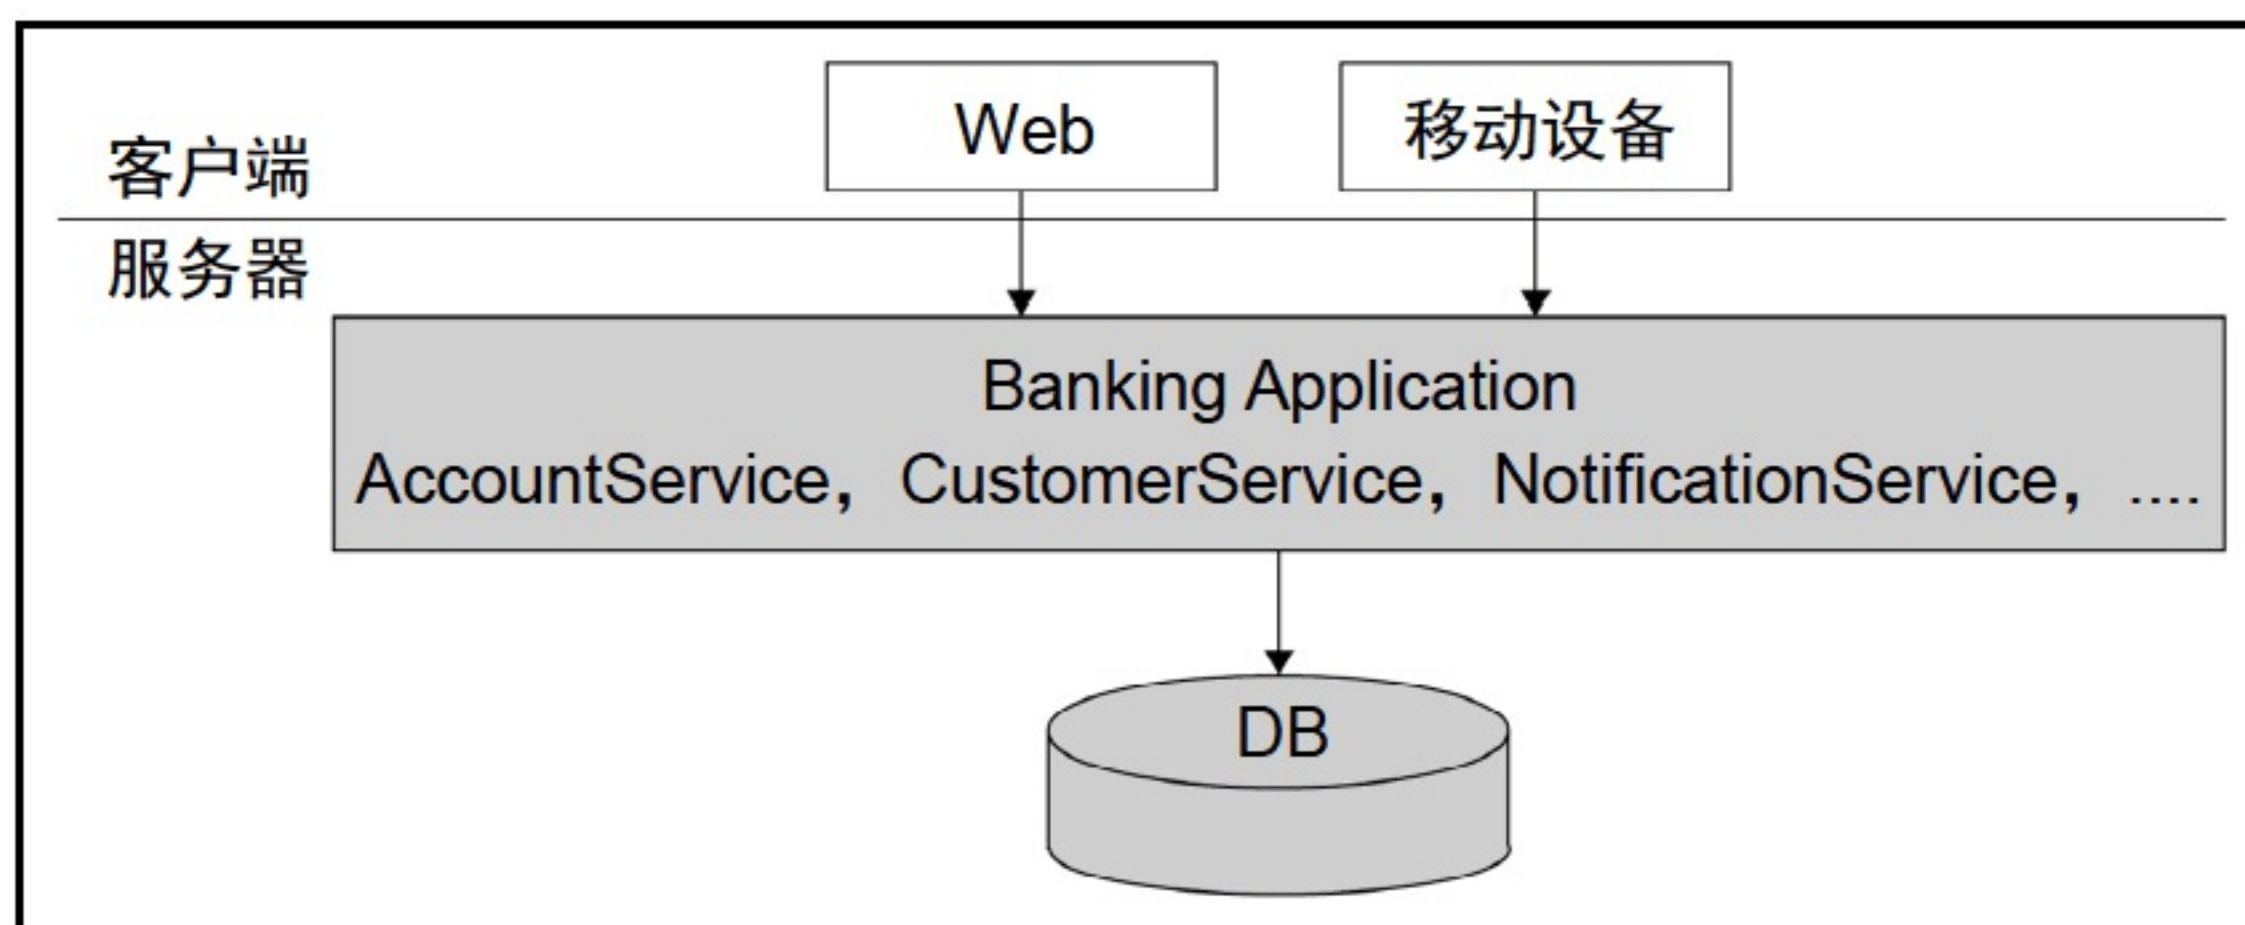 Web
移动设备
客户端
服务器
Banking Application
AccountService，CustomerService，NotificationService，....
DB